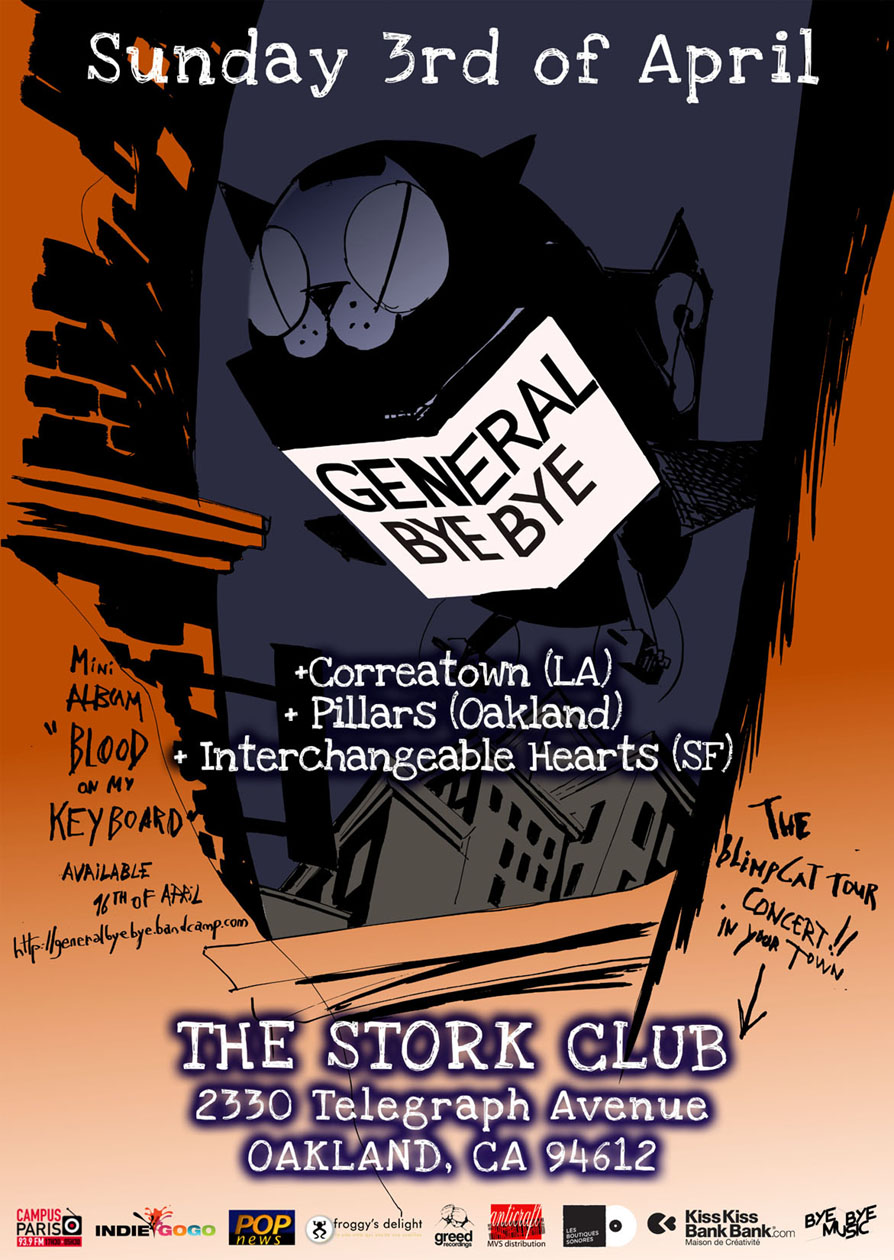 Sunday 3rd of April
GENERAL
BYE BYE
+Correatown (LA)
+ Pillars (Oakland)
+ Interchangeable Hearts (SF)
MINI
ALBUM
"BLOOD
ON MY
KEYBOARD"
AVAILABLE
16TH OF APRIL
http://generalbyebye.bandcamp.com
THE
BLIMPCAT TOUR
CONCERT!!
IN YOUR TOWN
THE STORK CLUB
2330 Telegraph Avenue
OAKLAND, CA 94612
CAMPUS
PARIS
93.9 FM
INDIEGOGO
POP
news
froggy's delight
greed
recordings
anticraft
MVS distribution
LES
BOUTIQUES
SONORES
KissKiss
BankBank.com
Maison de Créativité
BYE BYE
MUSIC